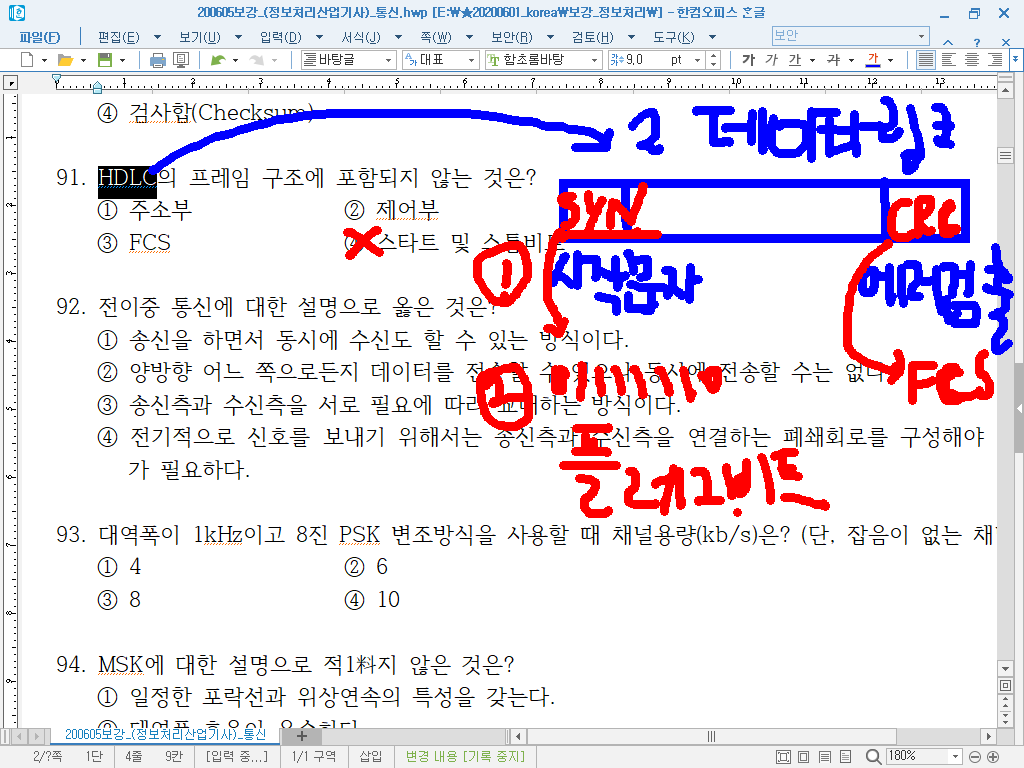 200605보강_(정보처리산업기사)_통신.hwp [E:₩★20200601_korea₩보강_정보처리₩] - 한컴오피스 한글
파일(F) 편집(E) 보기(U) 입력(D) 서식(J) 쪽(W) 보안(R) 검토(H) 도구(K) 보안
바탕글 대표 함초롬바탕 9,0 pt 가 가 가 가 가
1 2 3 4 5 6 7 8 9 10 11 12 13
④ 검사합(Checksum)
2 데이타링크
91. HDLC의 프레임 구조에 포함되지 않는 것은?
① 주소부 ② 제어부
SYN CRC
③ FCS ④ 스타트 및 스톱비트
① 시작문자 에러검출
92. 전이중 통신에 대한 설명으로 옳은 것은?
① 송신을 하면서 동시에 수신도 할 수 있는 방식이다.
② 양방향 어느 쪽으로든지 데이터를 전송할 수 있으나 동시에 전송할 수는 없다.
② 01111110 FCS
③ 송신측과 수신측을 서로 필요에 따라 교대하는 방식이다.
④ 전기적으로 신호를 보내기 위해서는 송신측과 수신측을 연결하는 폐쇄회로를 구성해야
가 필요하다.
플래그비트
93. 대역폭이 1kHz이고 8진 PSK 변조방식을 사용할 때 채널용량(kb/s)은? (단, 잡음이 없는 채
① 4 ② 6
③ 8 ④ 10
94. MSK에 대한 설명으로 적1料지 않은 것은?
① 일정한 포락선과 위상연속의 특성을 갖는다.
② 대역폭 효율이 우수하다.
200605보강_(정보처리산업기사)_통신
2/?쪽 1단 4줄 9칸 [입력 중...] 1/1 구역 삽입 변경 내용 [기록 중지] 180%